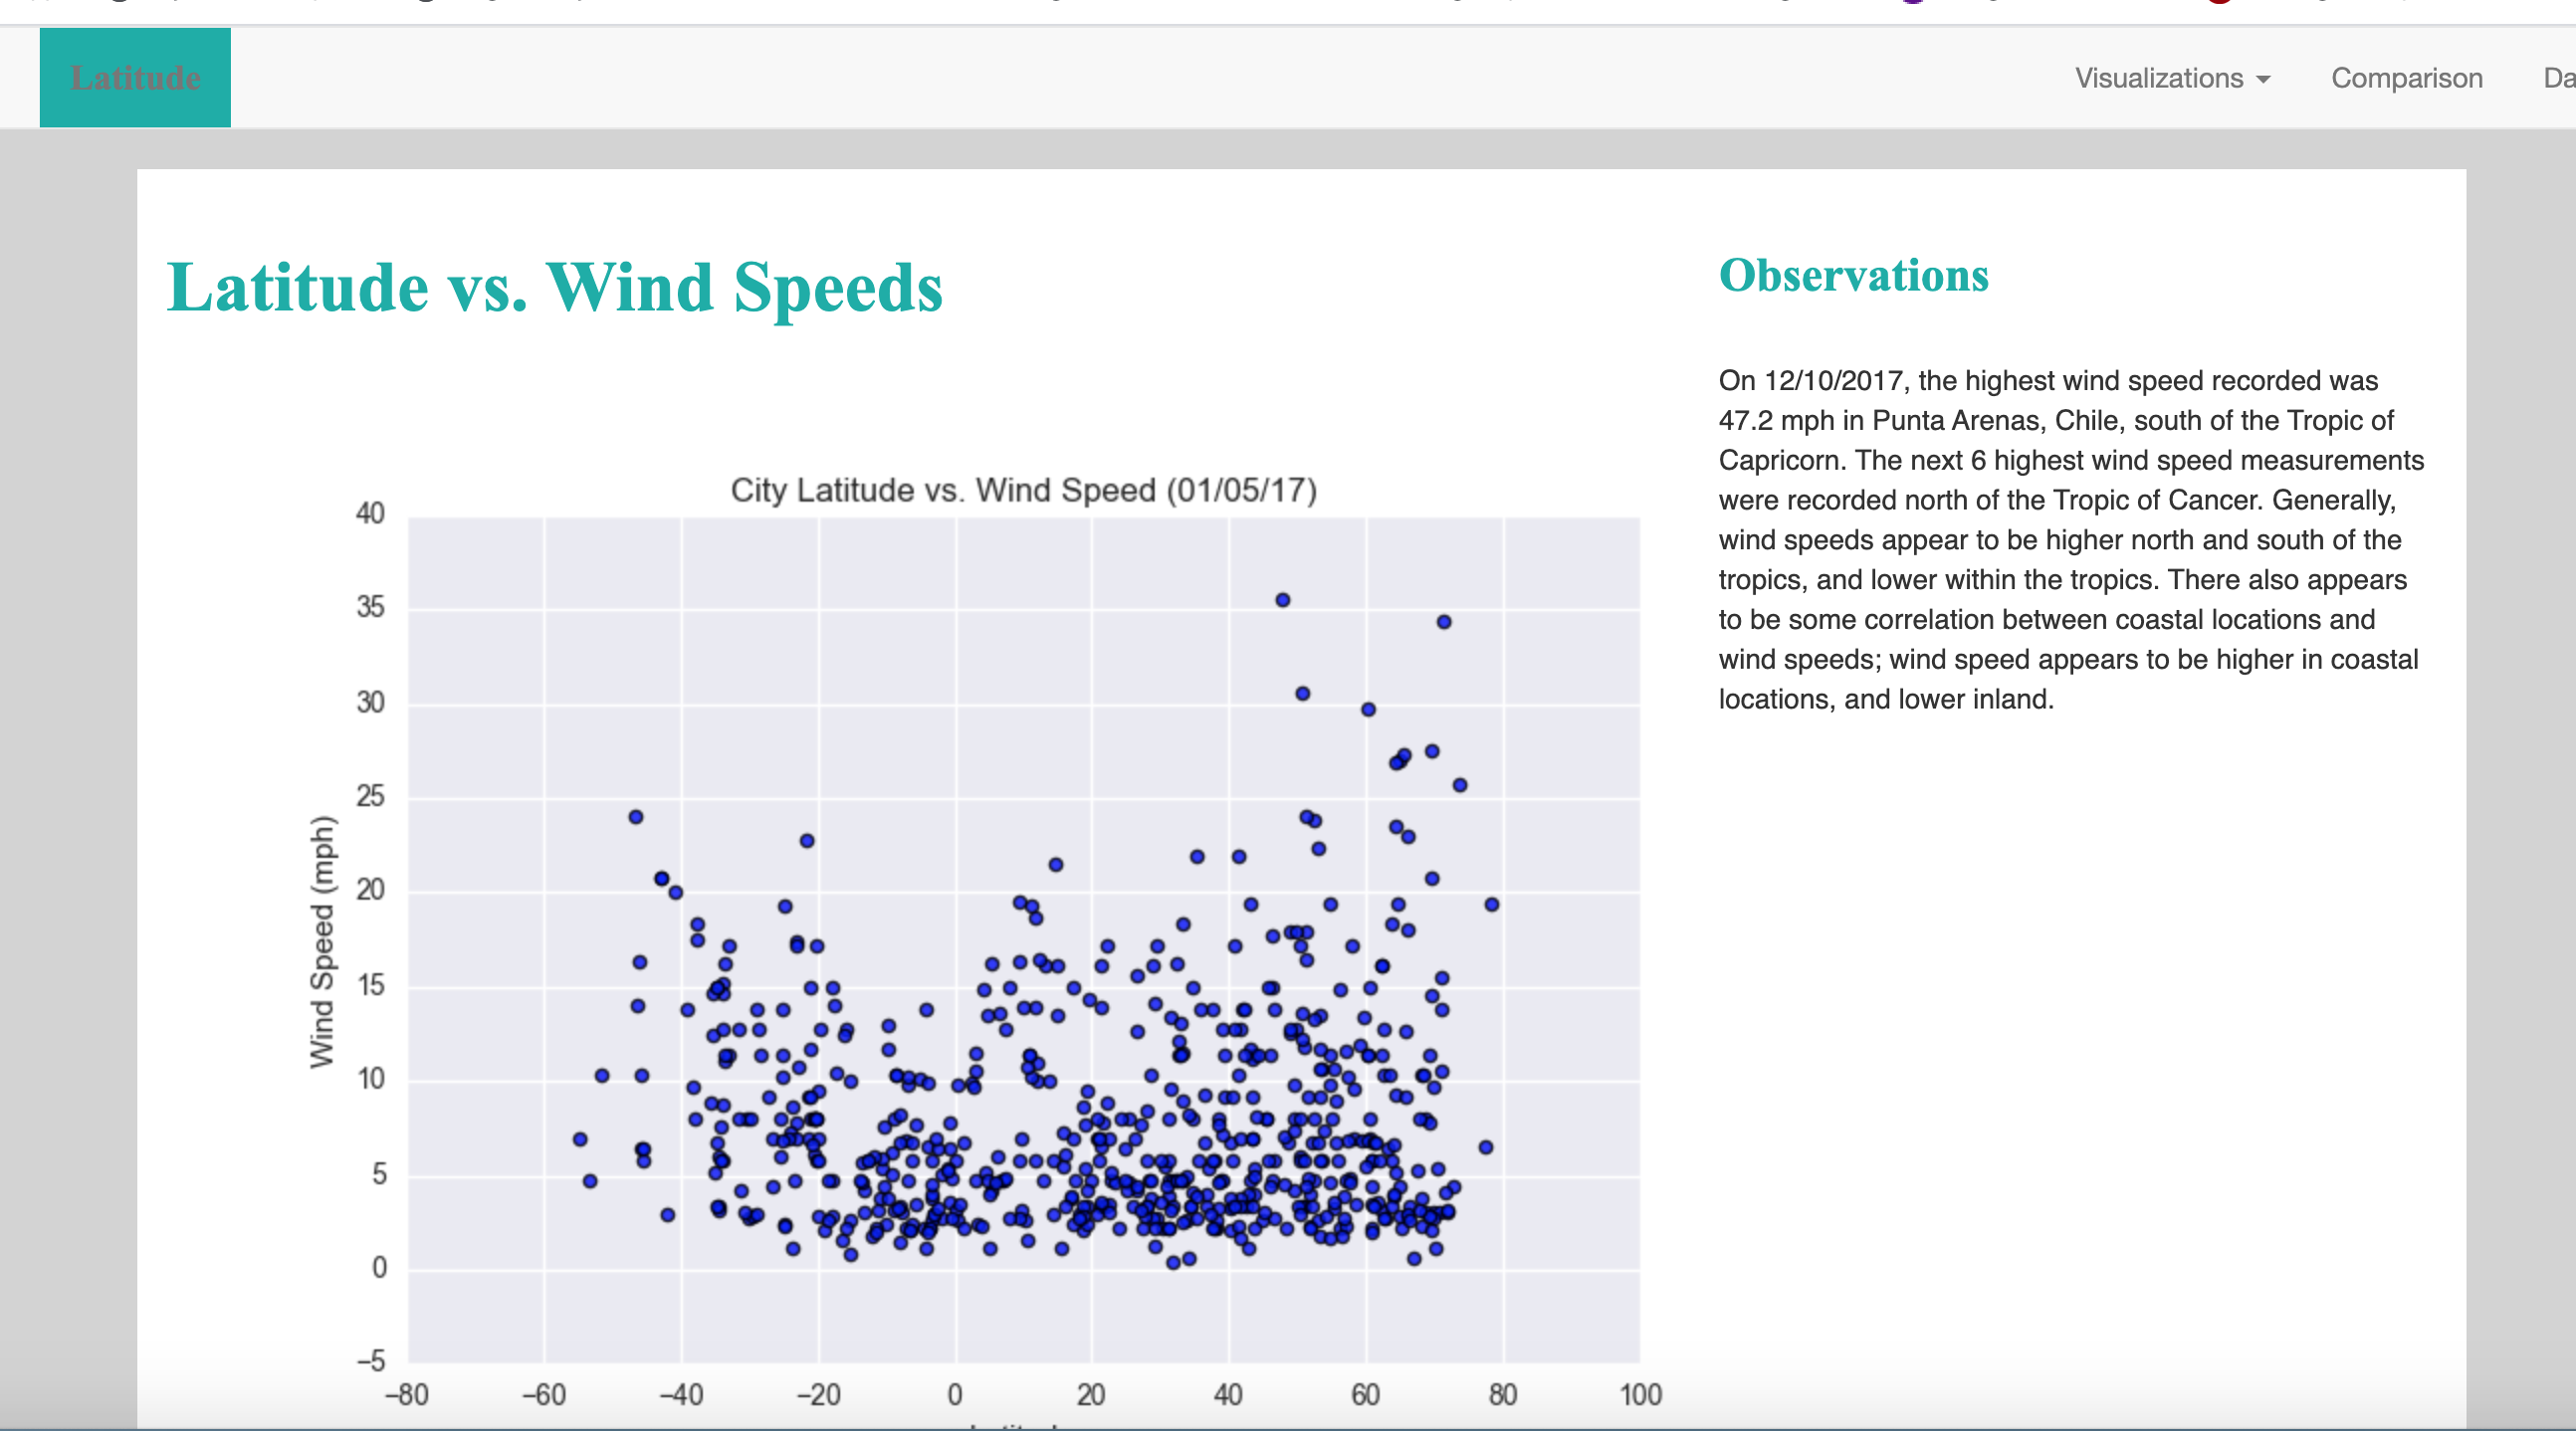 Latitude
Visualizations
Comparison
Da
Latitude vs. Wind Speeds
Observations
On 12/10/2017, the highest wind speed recorded was
47.2 mph in Punta Arenas, Chile, south of the Tropic of
Capricorn. The next 6 highest wind speed measurements
were recorded north of the Tropic of Cancer. Generally,
wind speeds appear to be higher north and south of the
tropics, and lower within the tropics. There also appears
to be some correlation between coastal locations and
wind speeds; wind speed appears to be higher in coastal
locations, and lower inland.
City Latitude vs. Wind Speed (01/05/17)
Wind Speed (mph)
40
35
30
25
20
15
10
5
0
−5
−80 −60 −40 −20 0 20 40 60 80 100